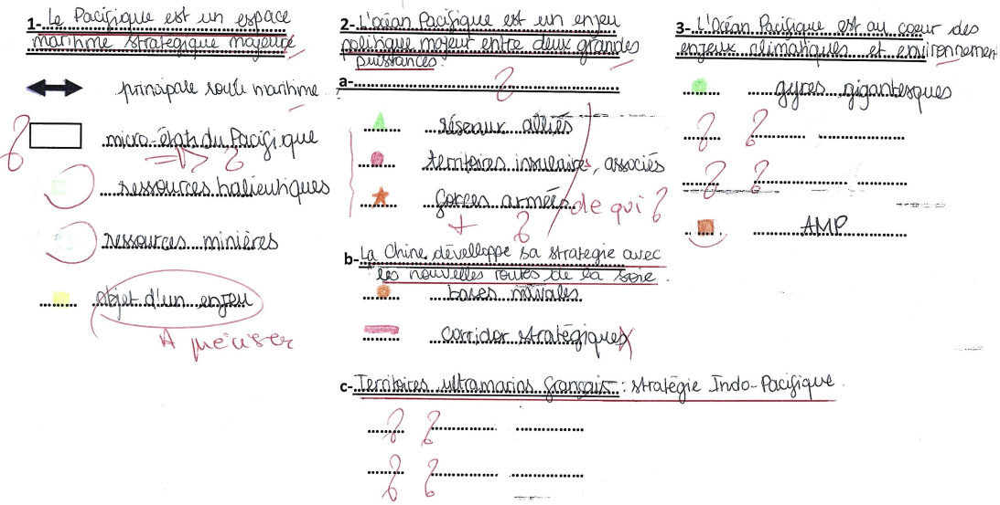 1- Le Pacifique est un espace
maritime stratégique majeure
principale route maritime
?
micro-états du Pacifique
?
ressources halieutiques
ressources minières
objet d'un enjeu
A préciser
2- L'océan Pacifique est un enjeu
politique majeur entre deux grandes
puissances.
a-
?
réseaux alliés
territoires insulaires, associés
forces armées
de qui ?
+ ?
b- La Chine dévellope sa stratégie avec
les nouvelles routes de la soie.
bases navales
corridor stratégiques
c- Territoires ultramarins français : stratégie Indo-Pacifique.
? ?
? ?
3- L'Océan Pacifique est au coeur des
enjeux climatiques et environnemen
gyres gigantesques
? ?
? ?
AMP